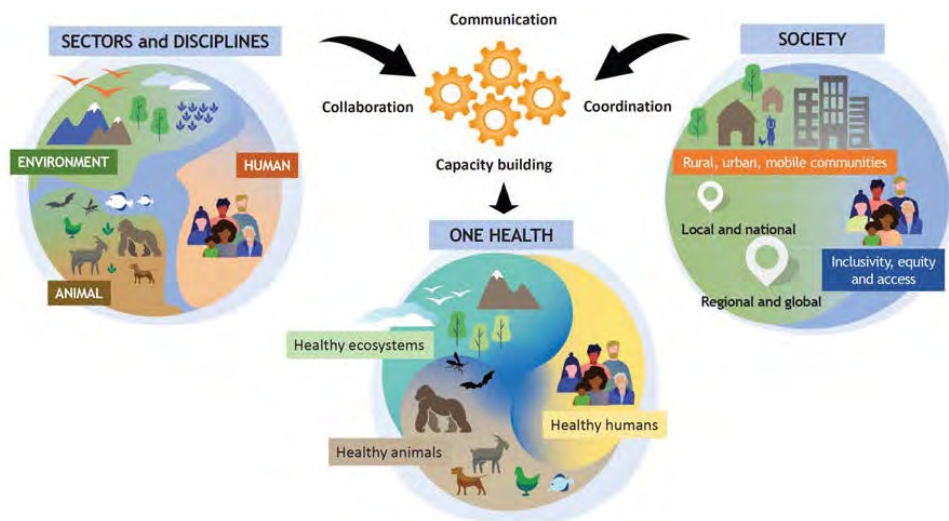 Communication
SECTORS and DISCIPLINES
SOCIETY
Collaboration
Coordination
ENVIRONMENT
HUMAN
Capacity building
Rural, urban, mobile communities
Local and national
ONE HEALTH
Inclusivity, equity
and access
ANIMAL
Regional and global
Healthy ecosystems
Healthy humans
Healthy animals